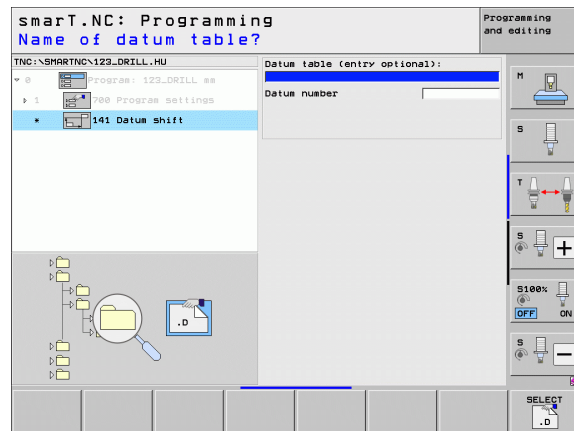 smarT.NC: Programming
Name of datum table?
Programming
and editing
TNC:\SMARTNC\123_DRILL.HU
0 Program: 123_DRILL mm
1 700 Program settings
* 141 Datum shift
Datum table (entry optional):
Datum number
M
S
T
S
S100%
OFF ON
S
.D
SELECT
.D